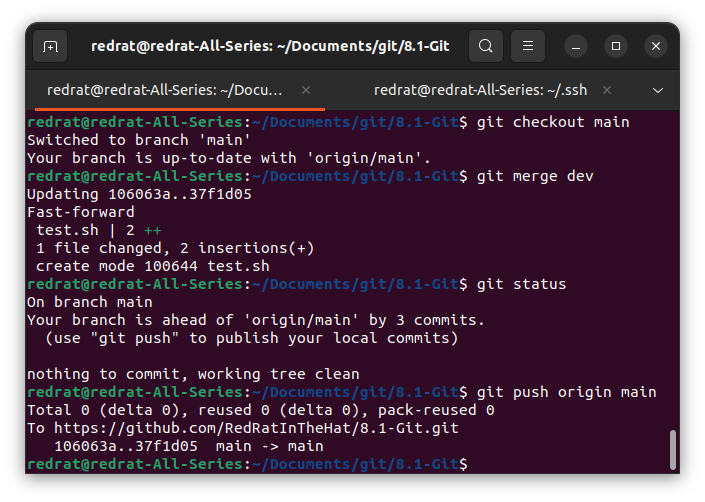 redrat@redrat-All-Series: ~/Documents/git/8.1-Git
redrat@redrat-All-Series: ~/Docu...
redrat@redrat-All-Series: ~/.ssh
redrat@redrat-All-Series:~/Documents/git/8.1-Git$ git checkout main
Switched to branch 'main'
Your branch is up-to-date with 'origin/main'.
redrat@redrat-All-Series:~/Documents/git/8.1-Git$ git merge dev
Updating 106063a..37f1d05
Fast-forward
 test.sh | 2 ++
 1 file changed, 2 insertions(+)
 create mode 100644 test.sh
redrat@redrat-All-Series:~/Documents/git/8.1-Git$ git status
On branch main
Your branch is ahead of 'origin/main' by 3 commits.
  (use "git push" to publish your local commits)
nothing to commit, working tree clean
redrat@redrat-All-Series:~/Documents/git/8.1-Git$ git push origin main
Total 0 (delta 0), reused 0 (delta 0), pack-reused 0
To https://github.com/RedRatInTheHat/8.1-Git.git
   106063a..37f1d05  main -> main
redrat@redrat-All-Series:~/Documents/git/8.1-Git$